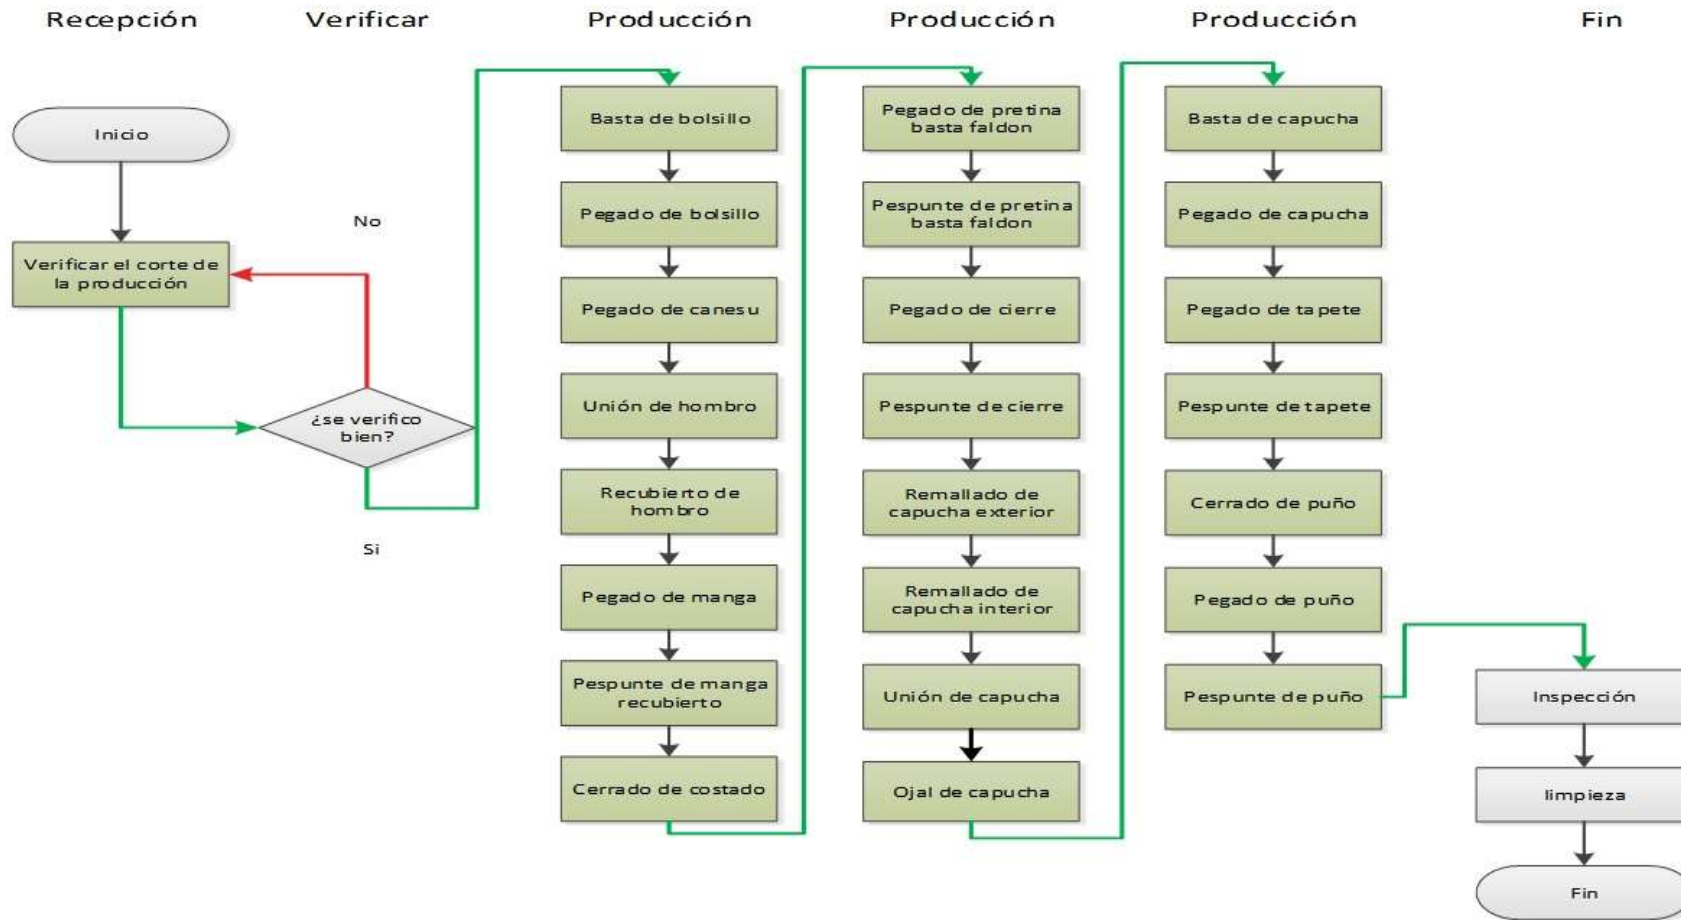 Recepción
Verificar
Producción
Producción
Producción
Fin
Inicio
Verificar el corte de
la producción
No
¿se verifico
bien?
Si
Basta de bolsillo
Pegado de bolsillo
Pegado de canesu
Unión de hombro
Recubierto de
hombro
Pegado de manga
Pespunte de manga
recubierto
Cerrado de costado
Pegado de pretina
basta faldon
Pespunte de pretina
basta faldon
Pegado de cierre
Pespunte de cierre
Remallado de
capucha exterior
Remallado de
capucha interior
Unión de capucha
Ojal de capucha
Basta de capucha
Pegado de capucha
Pegado de tapete
Pespunte de tapete
Cerrado de puño
Pegado de puño
Pespunte de puño
Inspección
limpieza
Fin